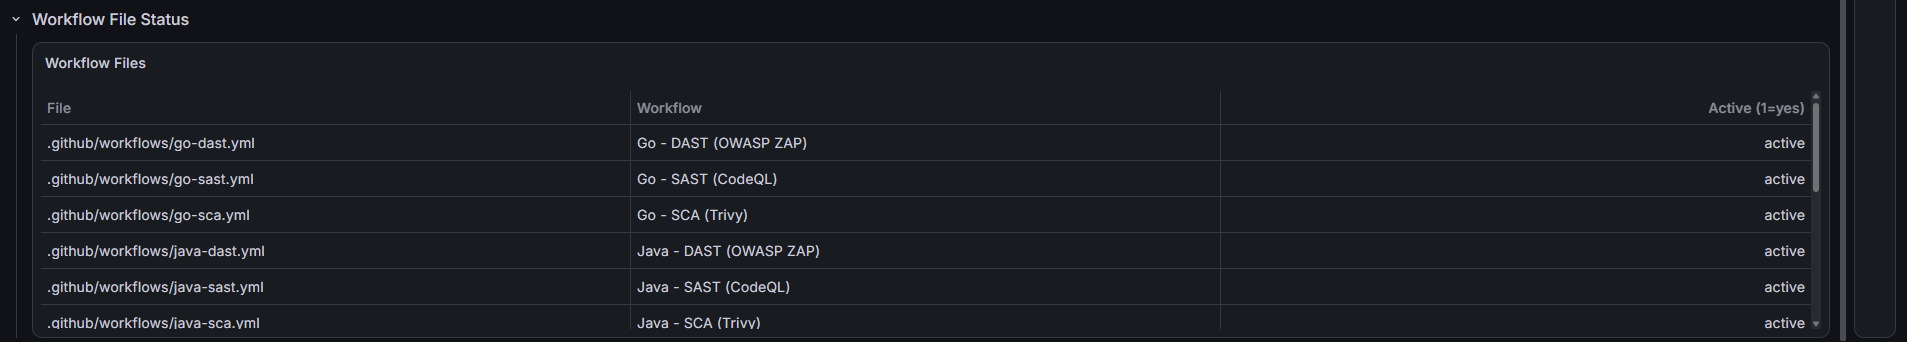 Workflow File Status
Workflow Files
File Workflow Active (1=yes)
.github/workflows/go-dast.yml Go - DAST (OWASP ZAP) active
.github/workflows/go-sast.yml Go - SAST (CodeQL) active
.github/workflows/go-sca.yml Go - SCA (Trivy) active
.github/workflows/java-dast.yml Java - DAST (OWASP ZAP) active
.github/workflows/java-sast.yml Java - SAST (CodeQL) active
.github/workflows/java-sca.yml Java - SCA (Trivy) active